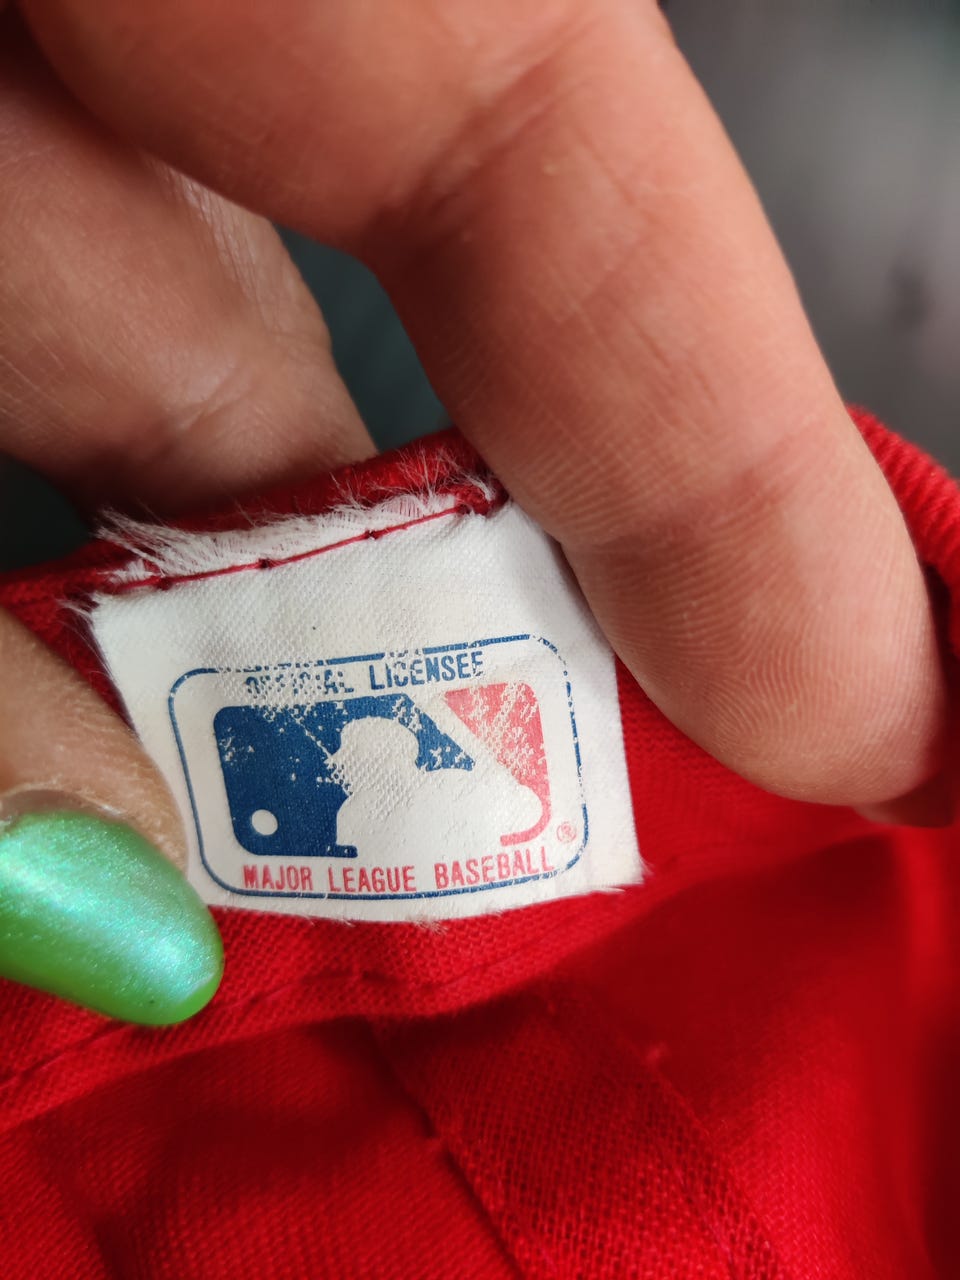 OFFICIAL LICENSEE
®
MAJOR LEAGUE BASEBALL